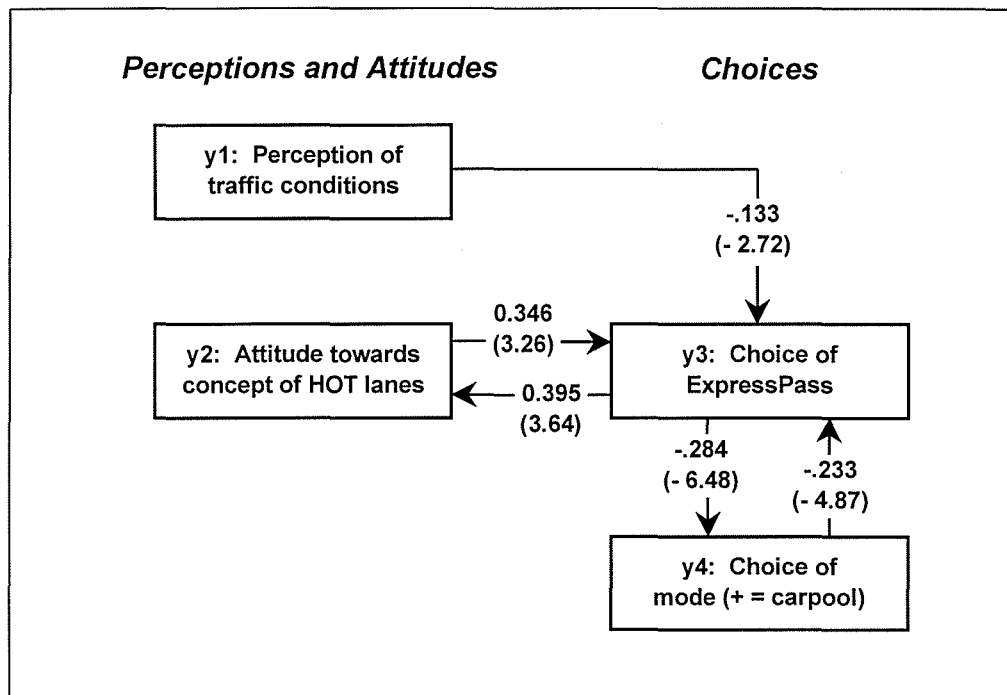 Perceptions and Attitudes
Choices
y1: Perception of
traffic conditions
-.133
(- 2.72)
y2: Attitude towards
concept of HOT lanes
0.346
(3.26)
0.395
(3.64)
y3: Choice of
ExpressPass
-.284
(- 6.48)
-.233
(- 4.87)
y4: Choice of
mode (+ = carpool)